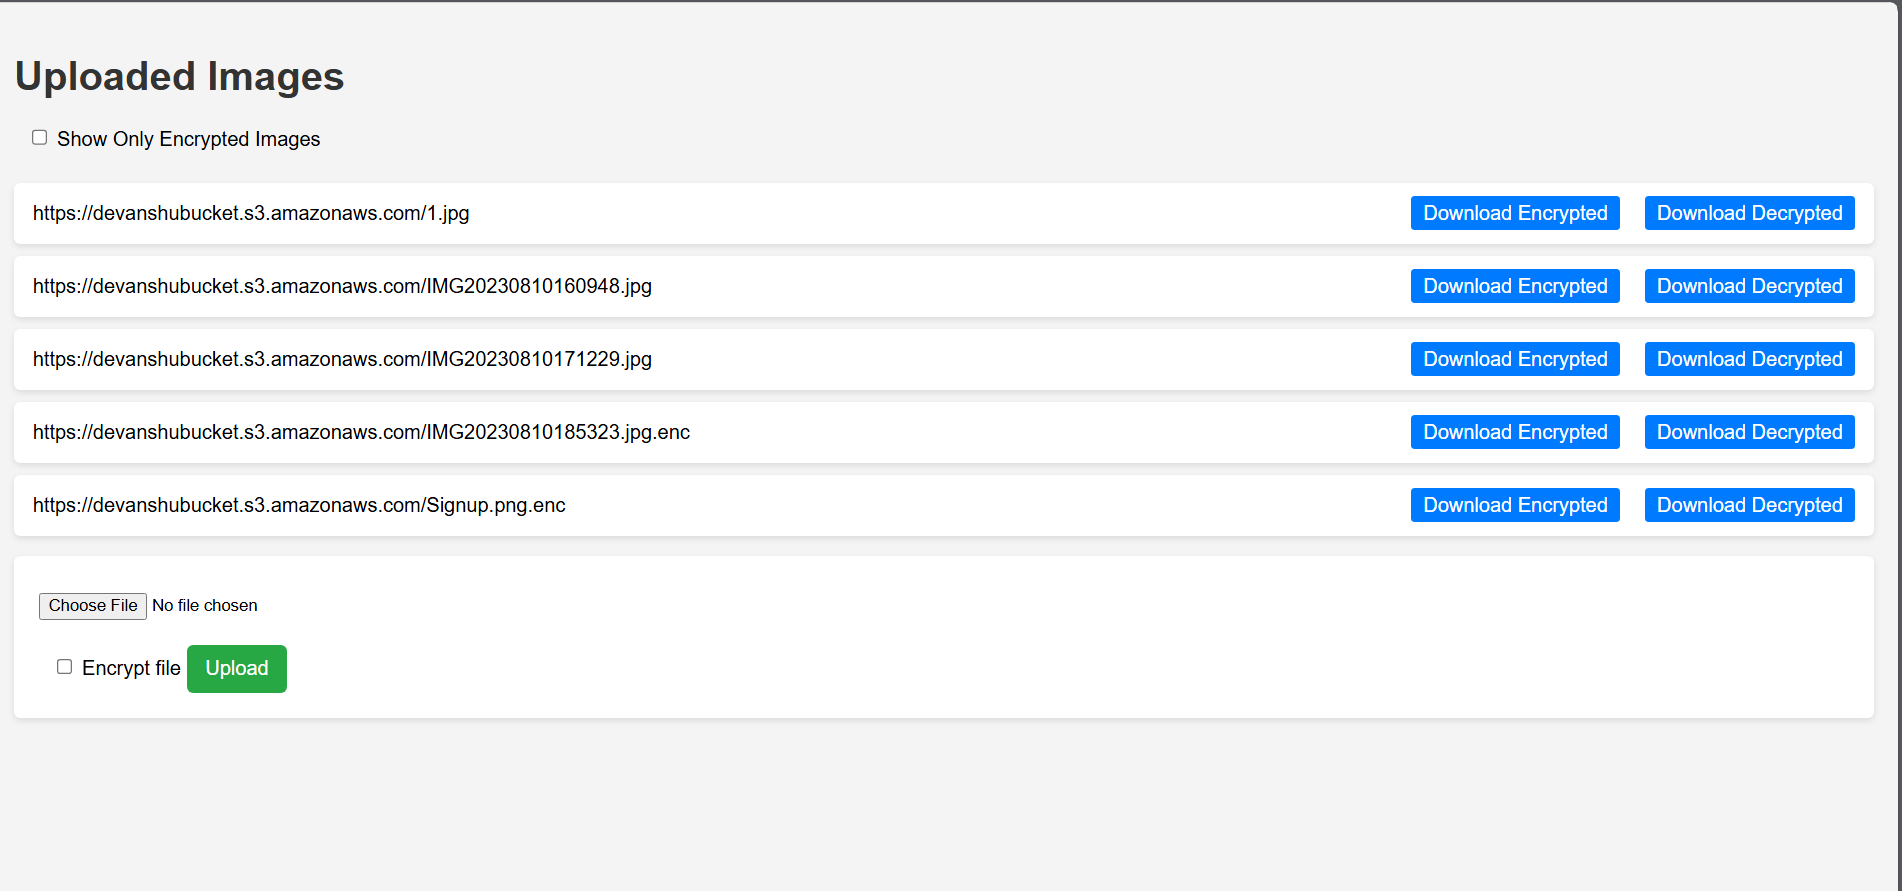 Uploaded Images
Show Only Encrypted Images
https://devanshubucket.s3.amazonaws.com/1.jpg Download Encrypted Download Decrypted
https://devanshubucket.s3.amazonaws.com/IMG20230810160948.jpg Download Encrypted Download Decrypted
https://devanshubucket.s3.amazonaws.com/IMG20230810171229.jpg Download Encrypted Download Decrypted
https://devanshubucket.s3.amazonaws.com/IMG20230810185323.jpg.enc Download Encrypted Download Decrypted
https://devanshubucket.s3.amazonaws.com/Signup.png.enc Download Encrypted Download Decrypted
Choose File No file chosen
Encrypt file Upload